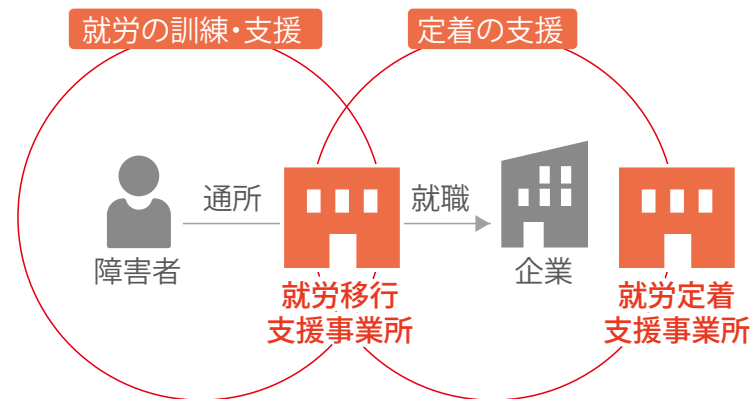 就労の訓練・支援
定着の支援
通所
就職
障害者
企業
就労移行
支援事業所
就労定着
支援事業所